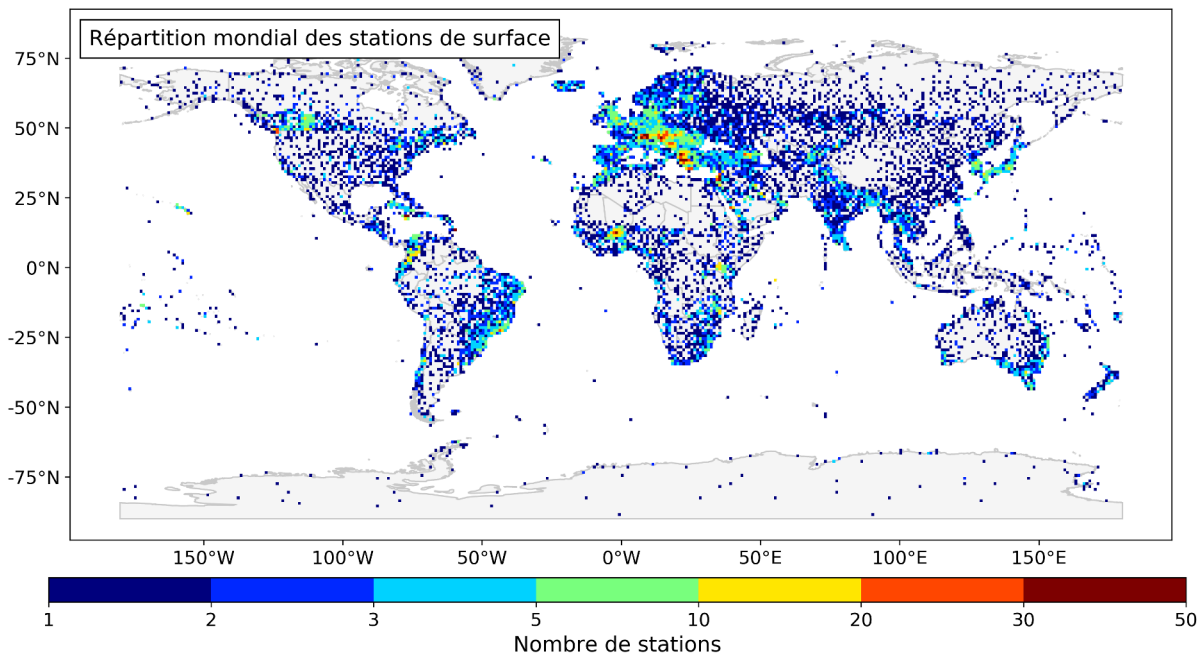 Répartition mondial des stations de surface
75°N
50°N
25°N
0°N
-25°N
-50°N
-75°N
150°W 100°W 50°W 0°W 50°E 100°E 150°E
1 2 3 5 10 20 30 50
Nombre de stations